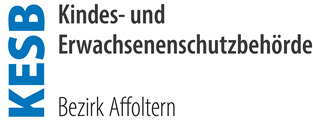 KESB
Kindes- und
Erwachsenenschutzbehörde
Bezirk Affoltern